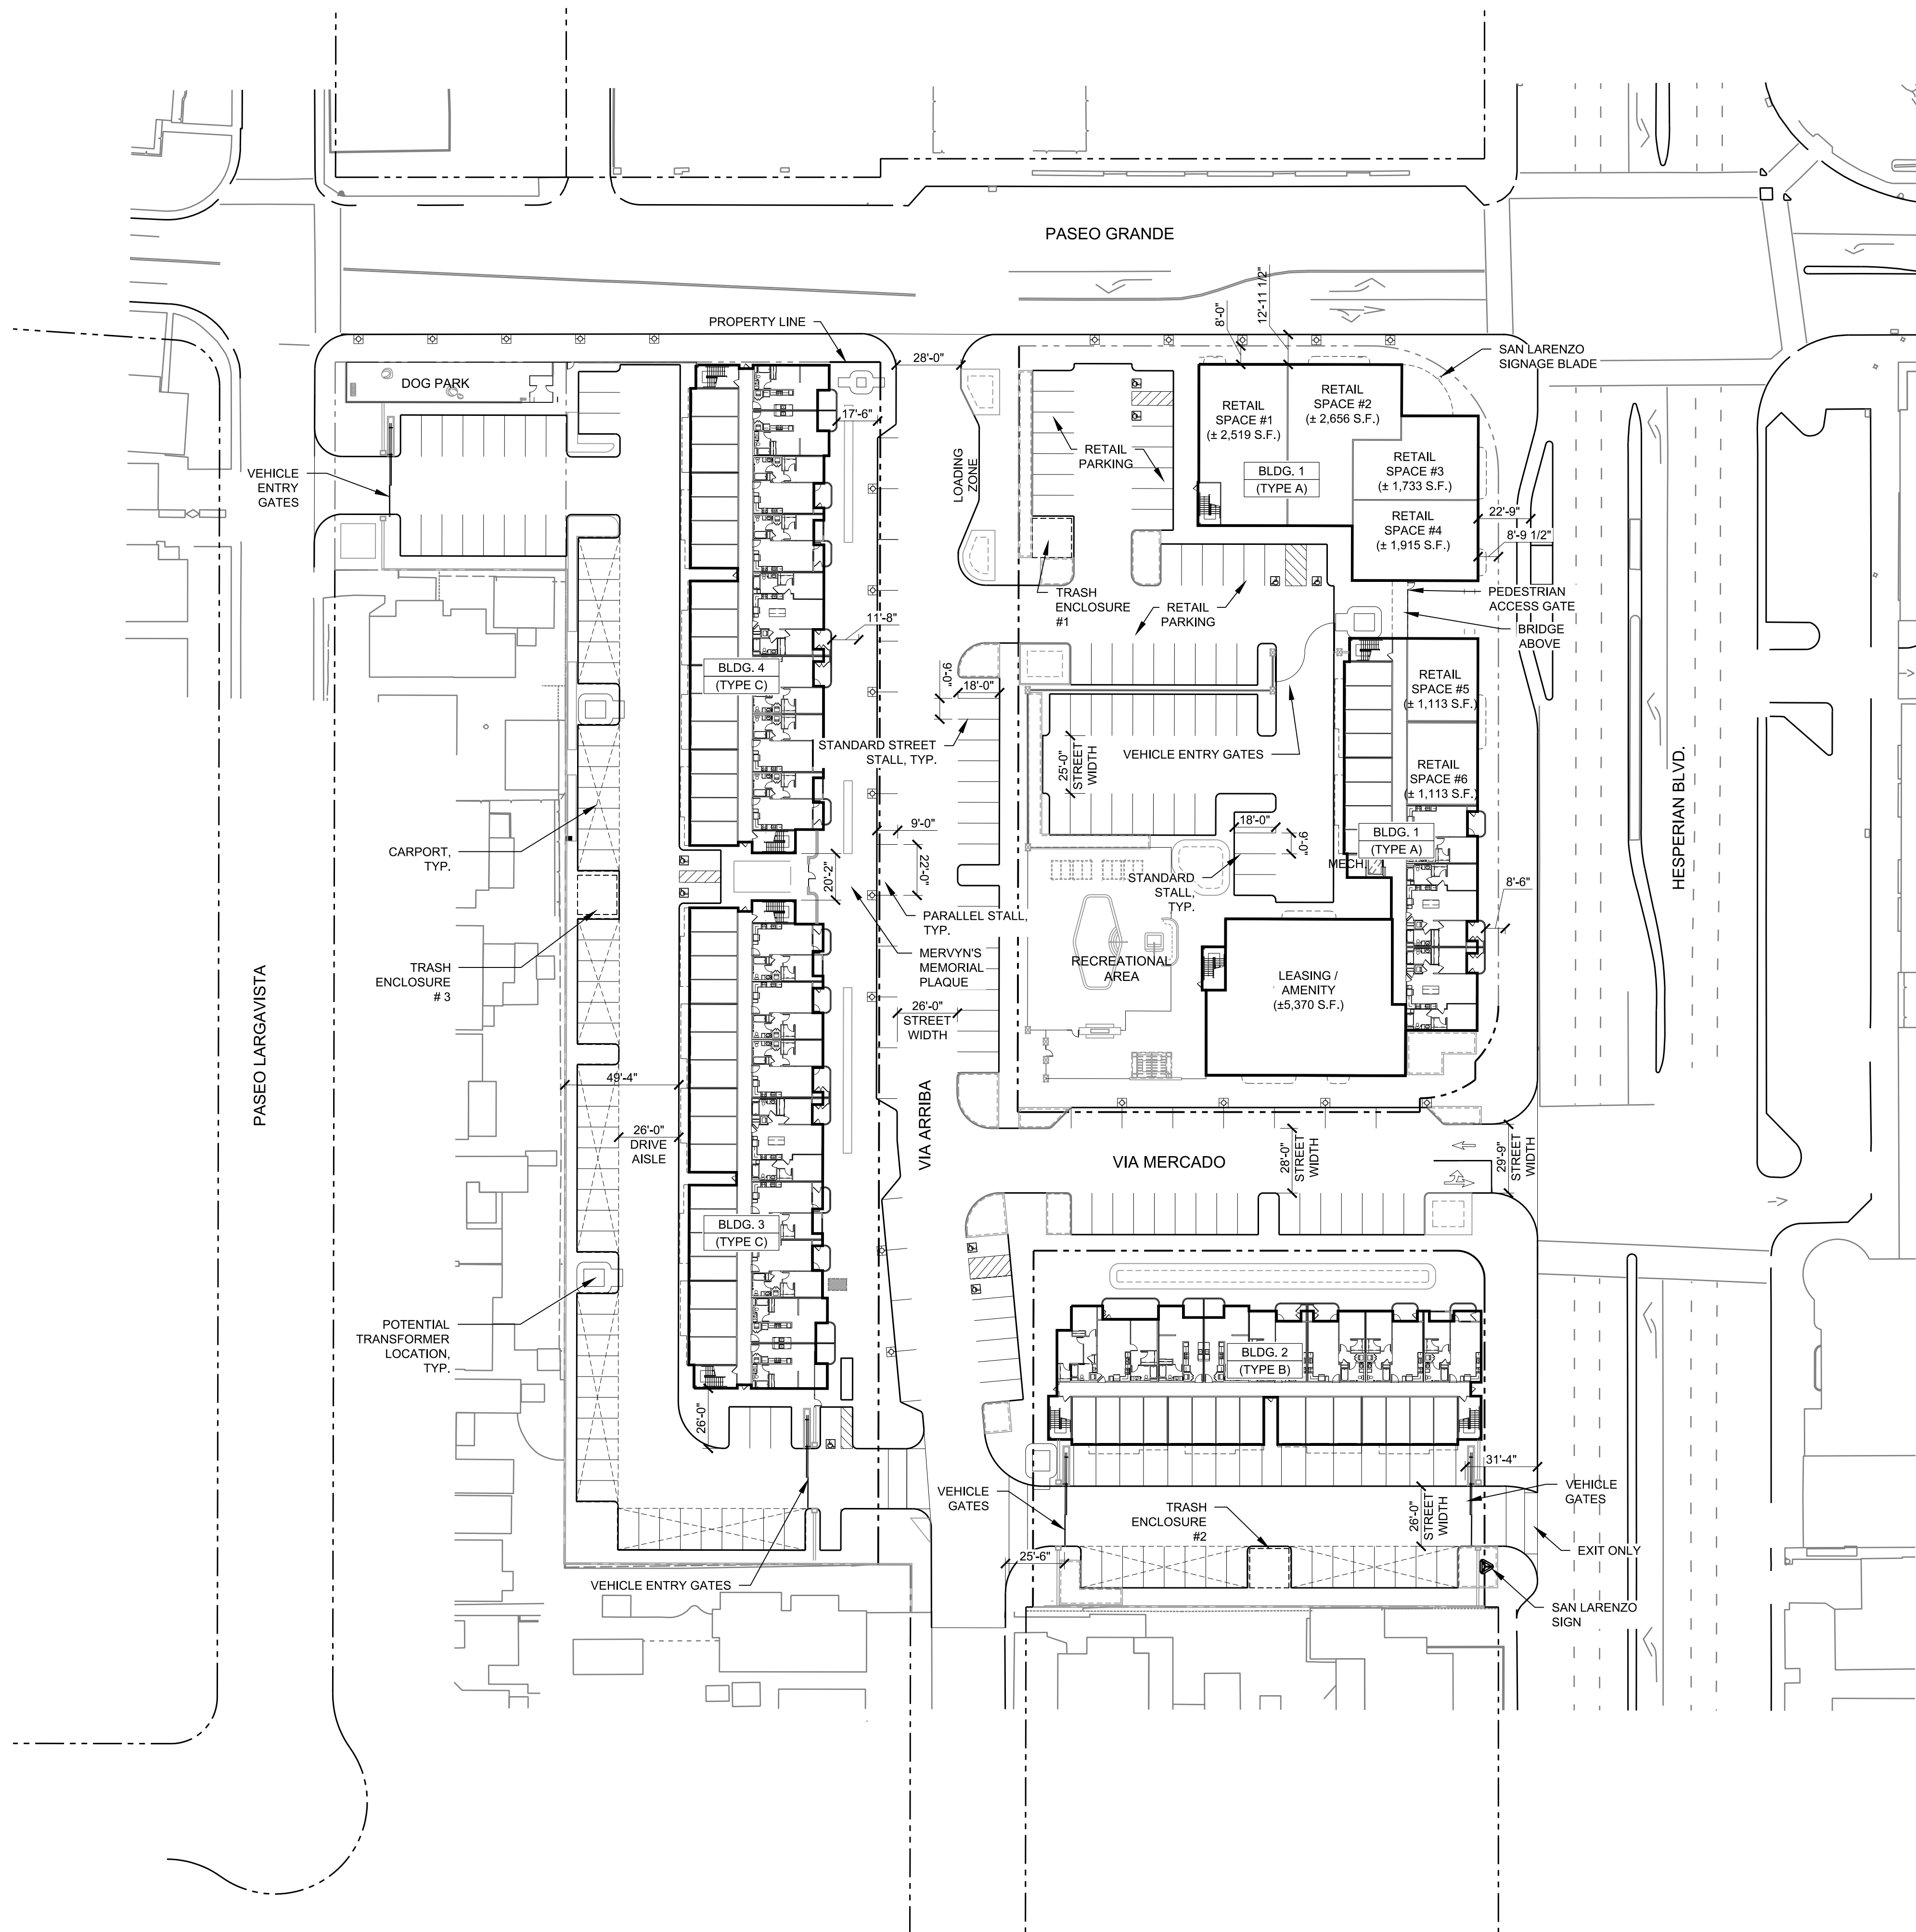 PASEO GRANDE
12'-11 1/2"
8'-0"
PROPERTY LINE
28'-0"
SAN LARENZO
SIGNAGE BLADE
DOG PARK
RETAIL
SPACE #1
(± 2,519 S.F.)
RETAIL
SPACE #2
(± 2,656 S.F.)
17'-6"
LOADING
ZONE
RETAIL
PARKING
VEHICLE
ENTRY
GATES
BLDG. 1
(TYPE A)
RETAIL
SPACE #3
(± 1,733 S.F.)
RETAIL
SPACE #4
(± 1,915 S.F.)
22'-9"
8'-9 1/2"
TRASH
ENCLOSURE
#1
RETAIL
PARKING
PEDESTRIAN
ACCESS GATE
BRIDGE
ABOVE
11'-8"
BLDG. 4
(TYPE C)
9'-0"
18'-0"
RETAIL
SPACE #5
(± 1,113 S.F.)
STANDARD STREET
STALL, TYP.
25'-0"
STREET
WIDTH
VEHICLE ENTRY GATES
RETAIL
SPACE #6
(± 1,113 S.F.)
HESPERIAN BLVD.
CARPORT,
TYP.
9'-0"
22'-0"
20'-2"
18'-0"
9'-0"
BLDG. 1
(TYPE A)
MECH.
STANDARD
STALL,
TYP.
8'-6"
PARALLEL STALL,
TYP.
MERVYN'S
MEMORIAL
PLAQUE
TRASH
ENCLOSURE
# 3
RECREATIONAL
AREA
LEASING /
AMENITY
(±5,370 S.F.)
26'-0"
STREET
WIDTH
PASEO LARGAVISTA
49'-4"
26'-0"
DRIVE
AISLE
VIA ARRIBA
VIA MERCADO
28'-0"
STREET
WIDTH
29'-9"
STREET
WIDTH
BLDG. 3
(TYPE C)
POTENTIAL
TRANSFORMER
LOCATION,
TYP.
BLDG. 2
(TYPE B)
26'-0"
31'-4"
VEHICLE
GATES
TRASH
ENCLOSURE
#2
26'-0"
STREET
WIDTH
VEHICLE
GATES
EXIT ONLY
25'-6"
VEHICLE ENTRY GATES
SAN LARENZO
SIGN